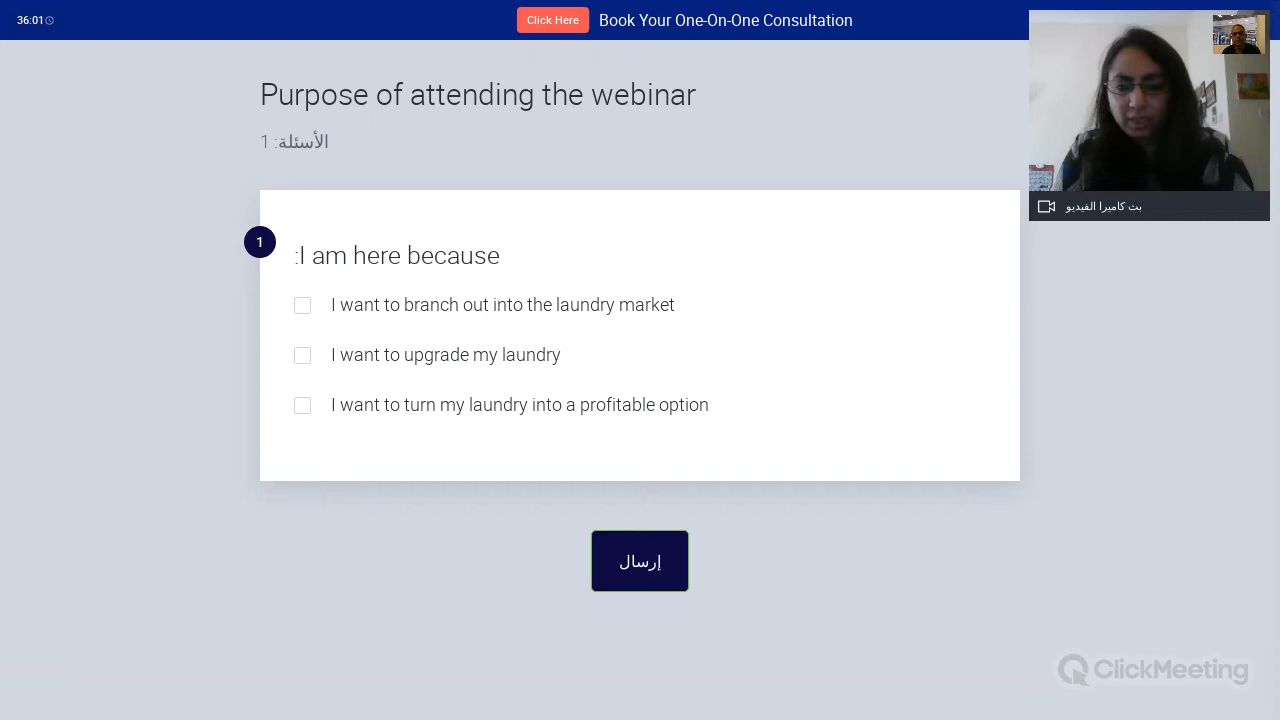 36:01
Click Here
Book Your One-On-One Consultation
Purpose of attending the webinar
الأسئلة: 1
بث كاميرا الفيديو
1
:I am here because
I want to branch out into the laundry market
I want to upgrade my laundry
I want to turn my laundry into a profitable option
إرسال
ClickMeeting